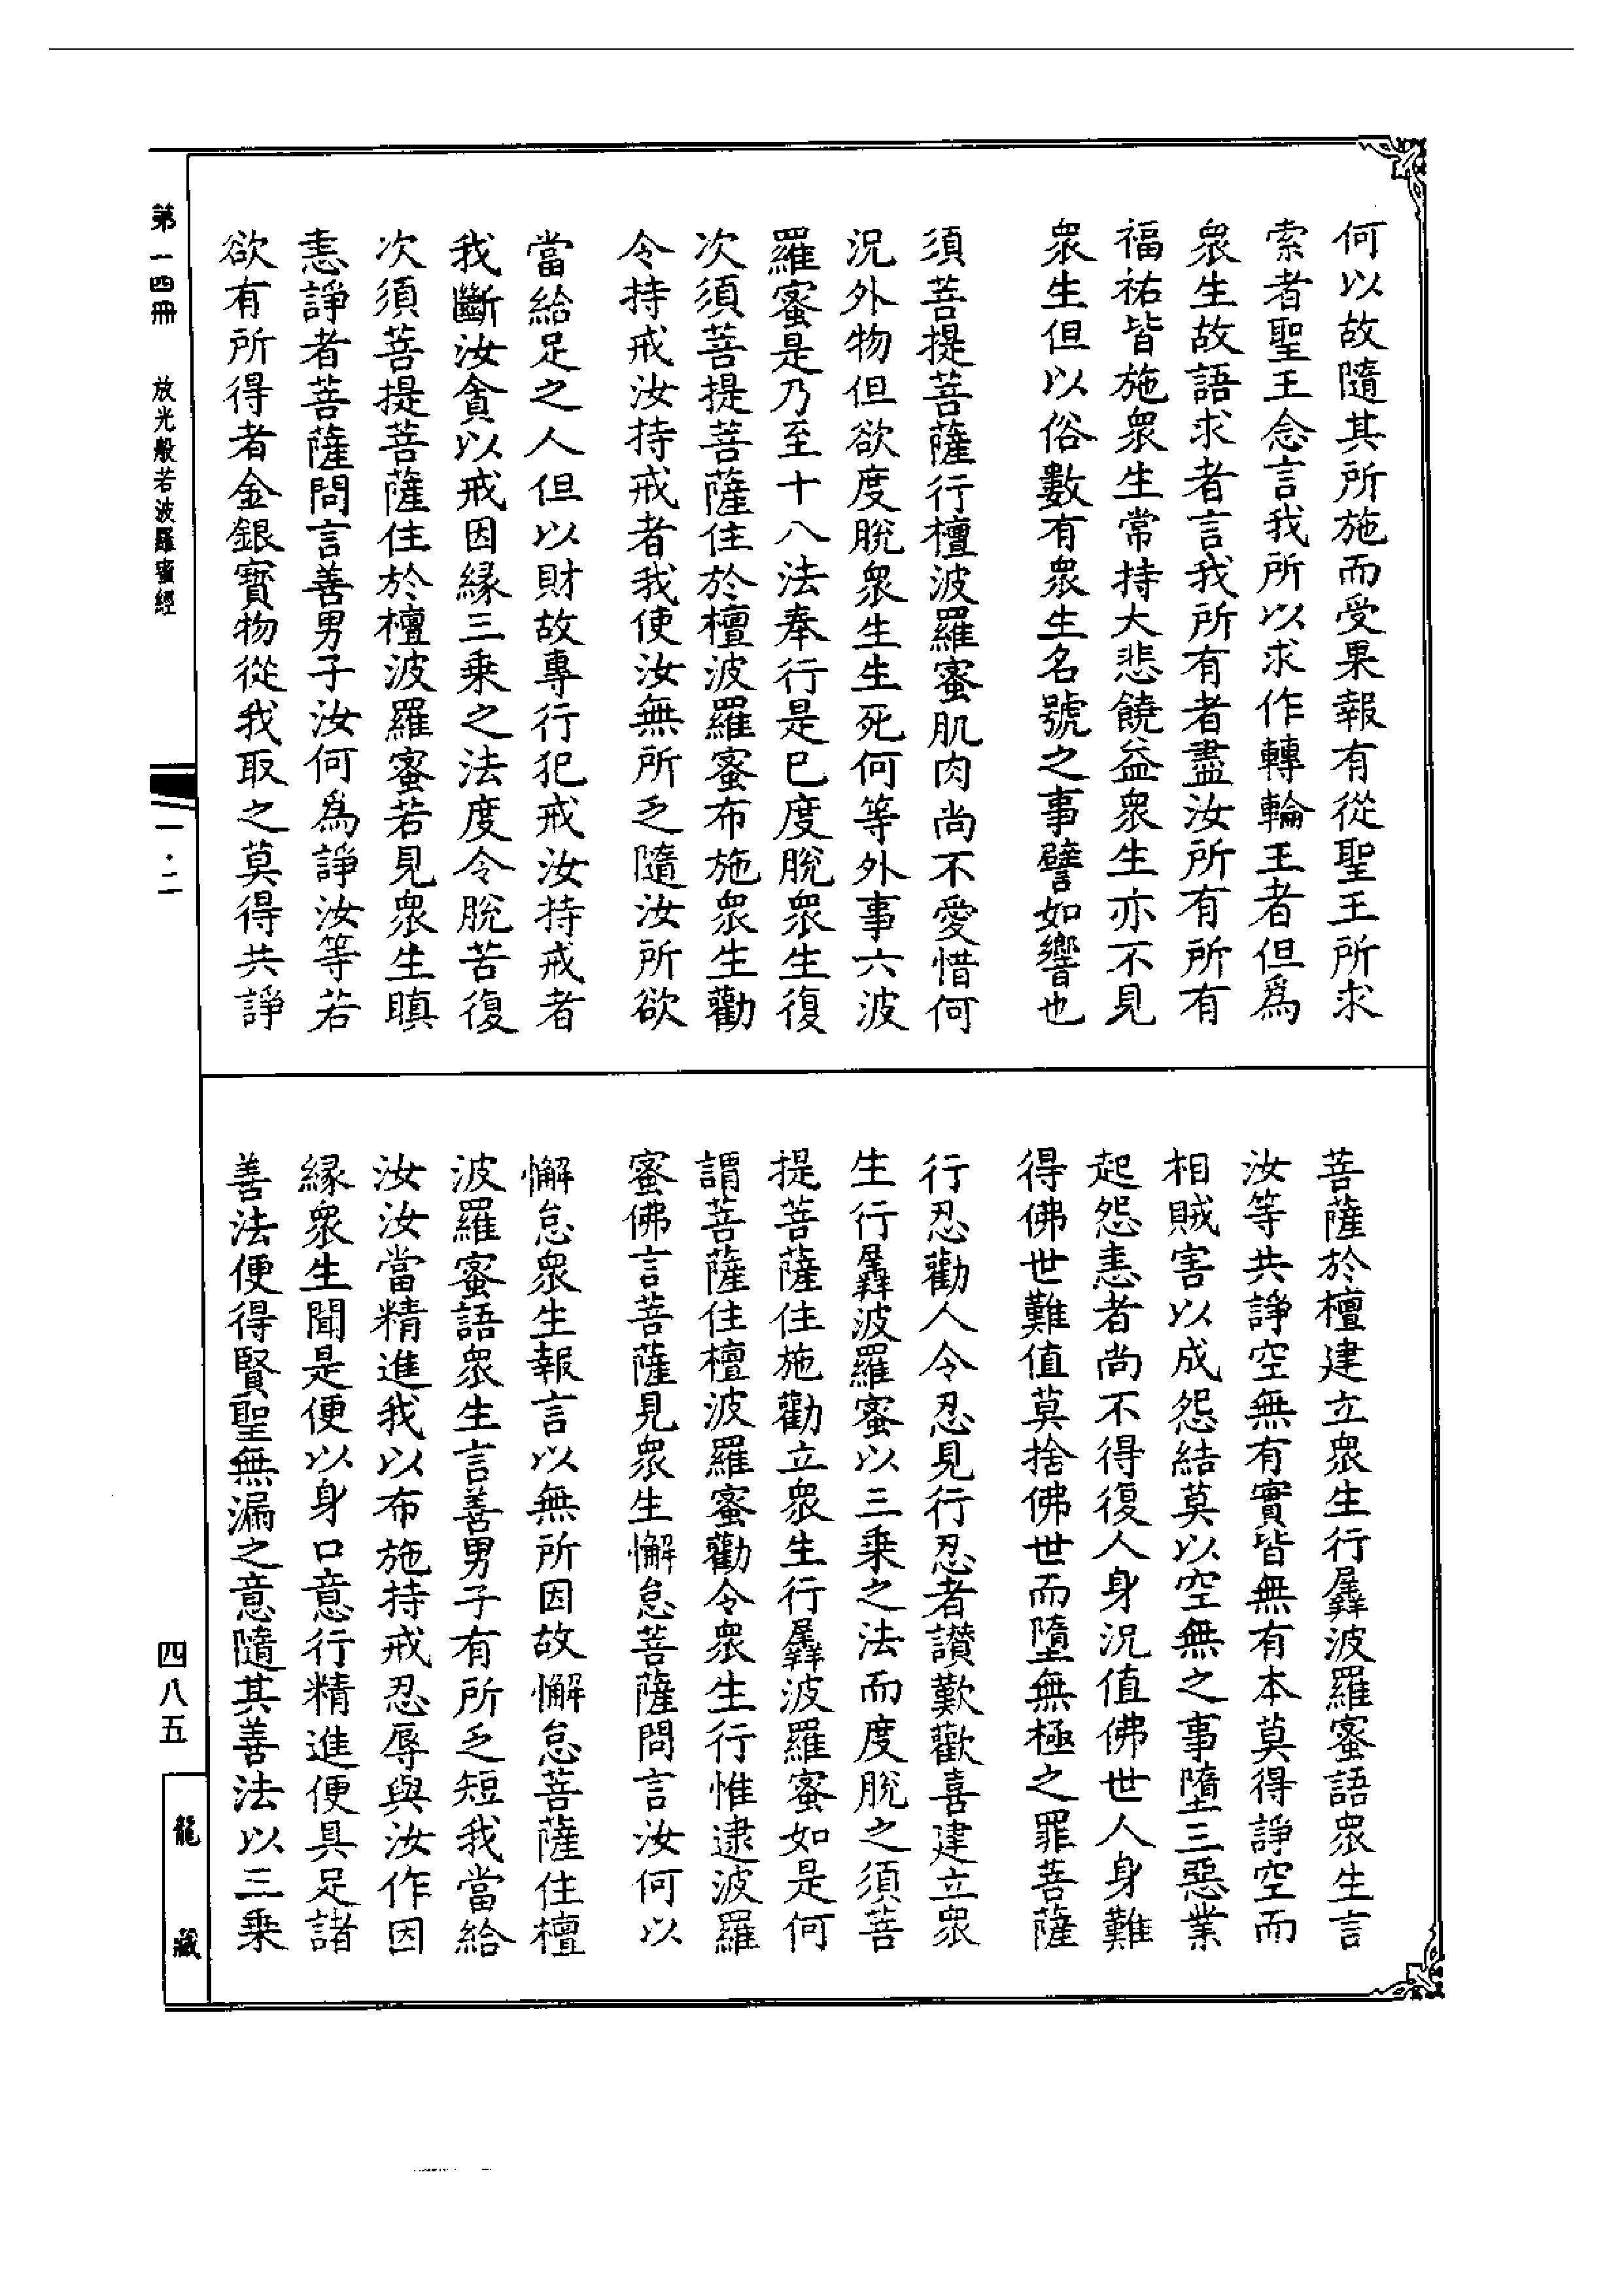 何以故隨其所施而受果報有從聖王所求
索者聖王念言我所以求作轉輪王者但為
衆生故語求者言我所有者盡汝所有所有
福祐皆施衆生常持大悲饒益衆生亦不見
衆生但以俗數有衆生名號之事譬如響也
須菩提菩薩行檀波羅蜜肌肉尚不愛惜何
況外物但欲度脫衆生生死何等外事六波
羅蜜是乃至十八法奉行是已度脫衆生復
次須菩提菩薩住於檀波羅蜜布施衆生勸
令持戒汝持戒者我使汝無所乏隨汝所欲
當給足之人但以財故專行犯戒汝持戒者
我斷汝貪以戒因緣三乘之法度令脫苦復
次須菩提菩薩住於檀波羅蜜若見衆生瞋
恚諍者菩薩問言善男子汝何為諍汝等若
欲有所得者金銀寳物從我取之莫得共諍
菩薩於檀建立衆生行羼波羅蜜語衆生言
汝等共諍空無有實皆無有本莫得諍空而
相賊害以成怨結莫以空無之事墮三惡業
起怨恚者尚不得復人身況值佛世人身難
得佛世難值莫捨佛世而墮無極之罪菩薩
行忍勸人令忍見行忍者讃歎歡喜建立衆
生行羼波羅蜜以三乘之法而度脫之須菩
提菩薩住施勸立衆生行羼波羅蜜如是何
謂菩薩住檀波羅蜜勸令衆生行惟逮波羅
蜜佛言菩薩見衆生懈怠菩薩問言汝何以
懈怠衆生報言以無所因故懈怠菩薩住檀
波羅蜜語衆生言善男子有所乏短我當給
汝汝當精進我以布施持戒忍辱與汝作因
緣衆生聞是便以身口意行精進便具足諸
善法便得賢聖無漏之意隨其善法以三乘
第一四冊 放光般若波羅蜜經
一·二
四八五
龍藏